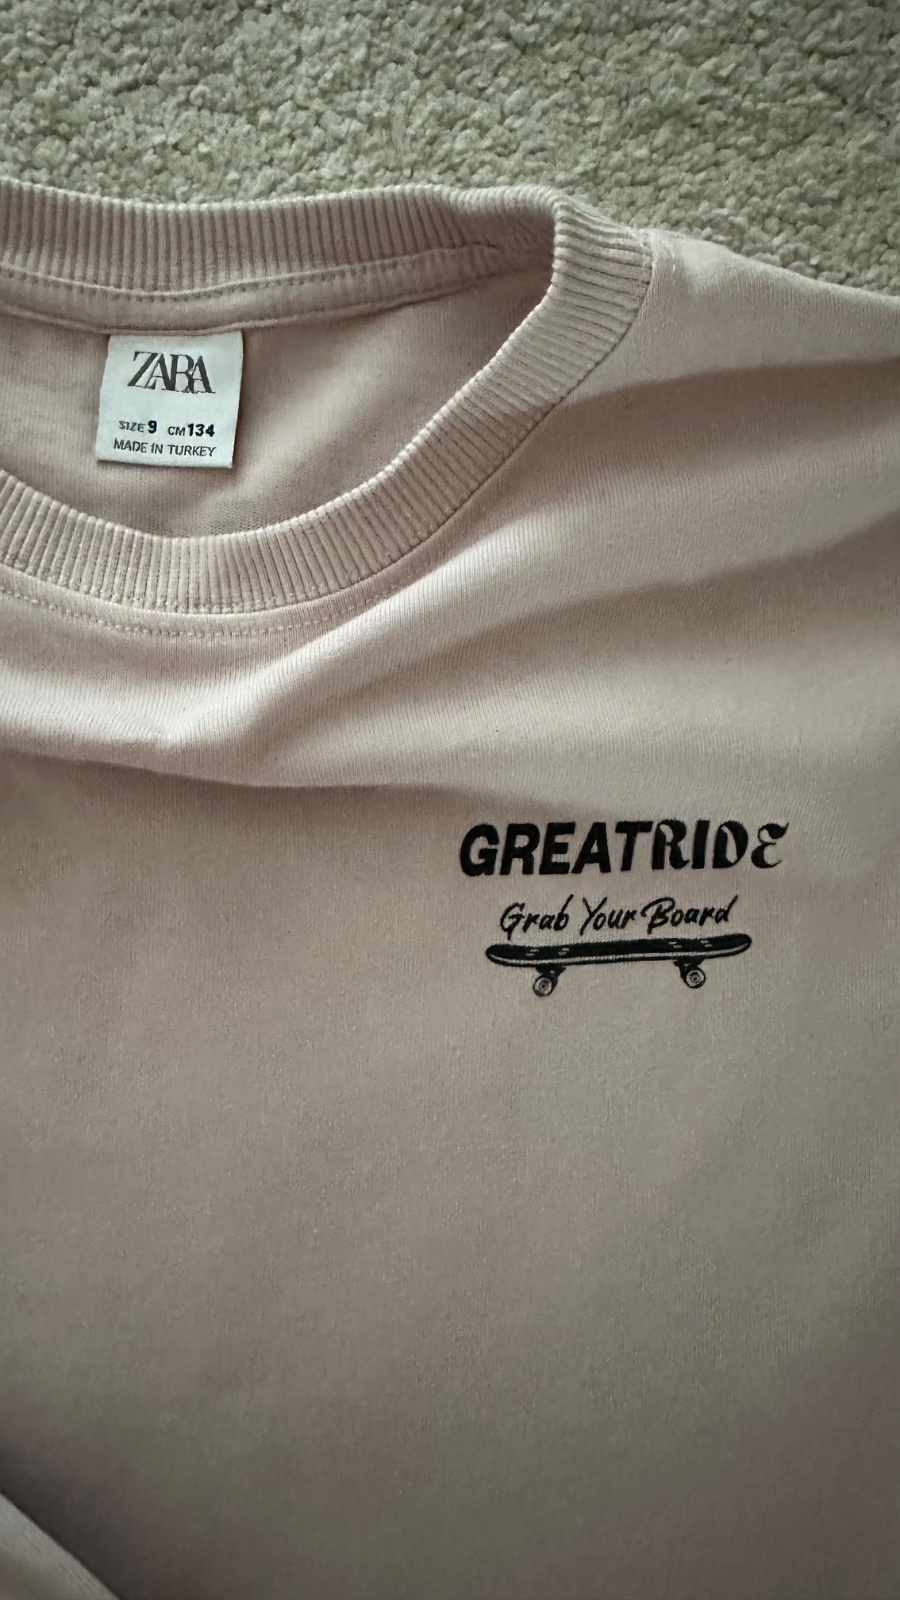 ZARA
SIZE 9 CM 134
MADE IN TURKEY
GREATRIDE
Grab Your Board